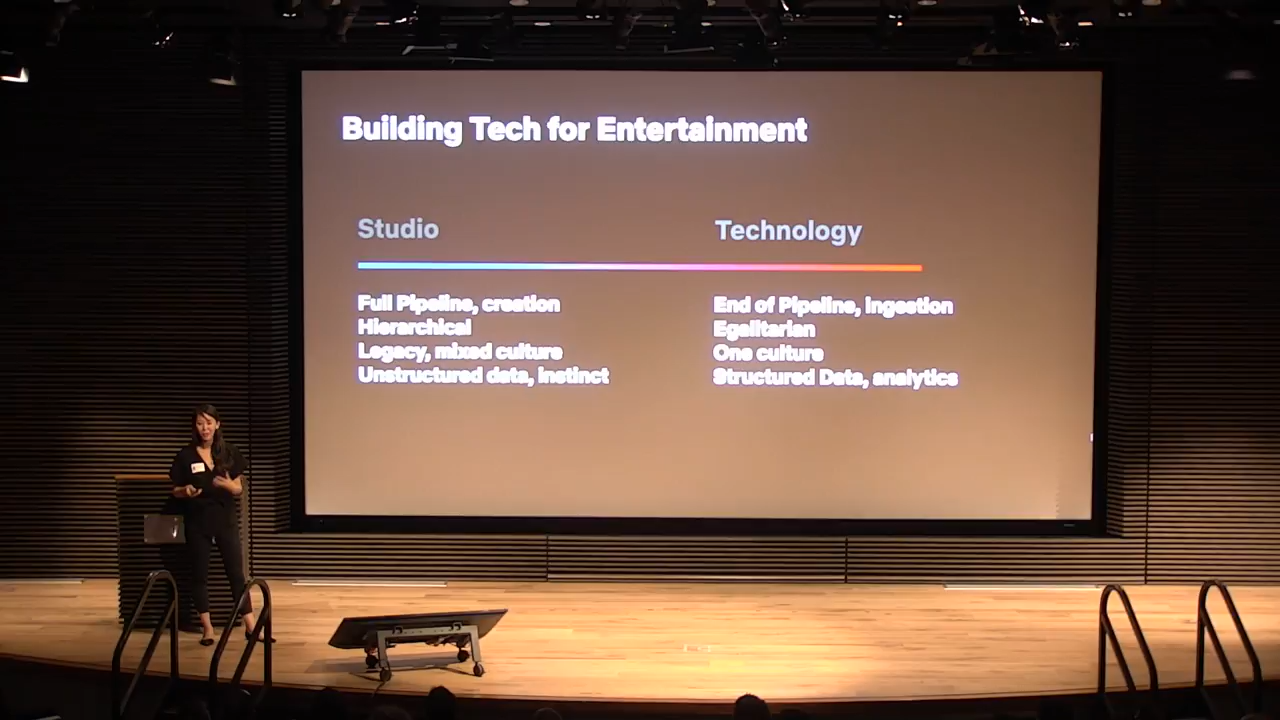 Building Tech for Entertainment
Studio
Technology
Full Pipeline, creation
Hierarchical
Legacy, mixed culture
Unstructured data, instinct
End of Pipeline, ingestion
Egalitarian
One culture
Structured Data, analytics